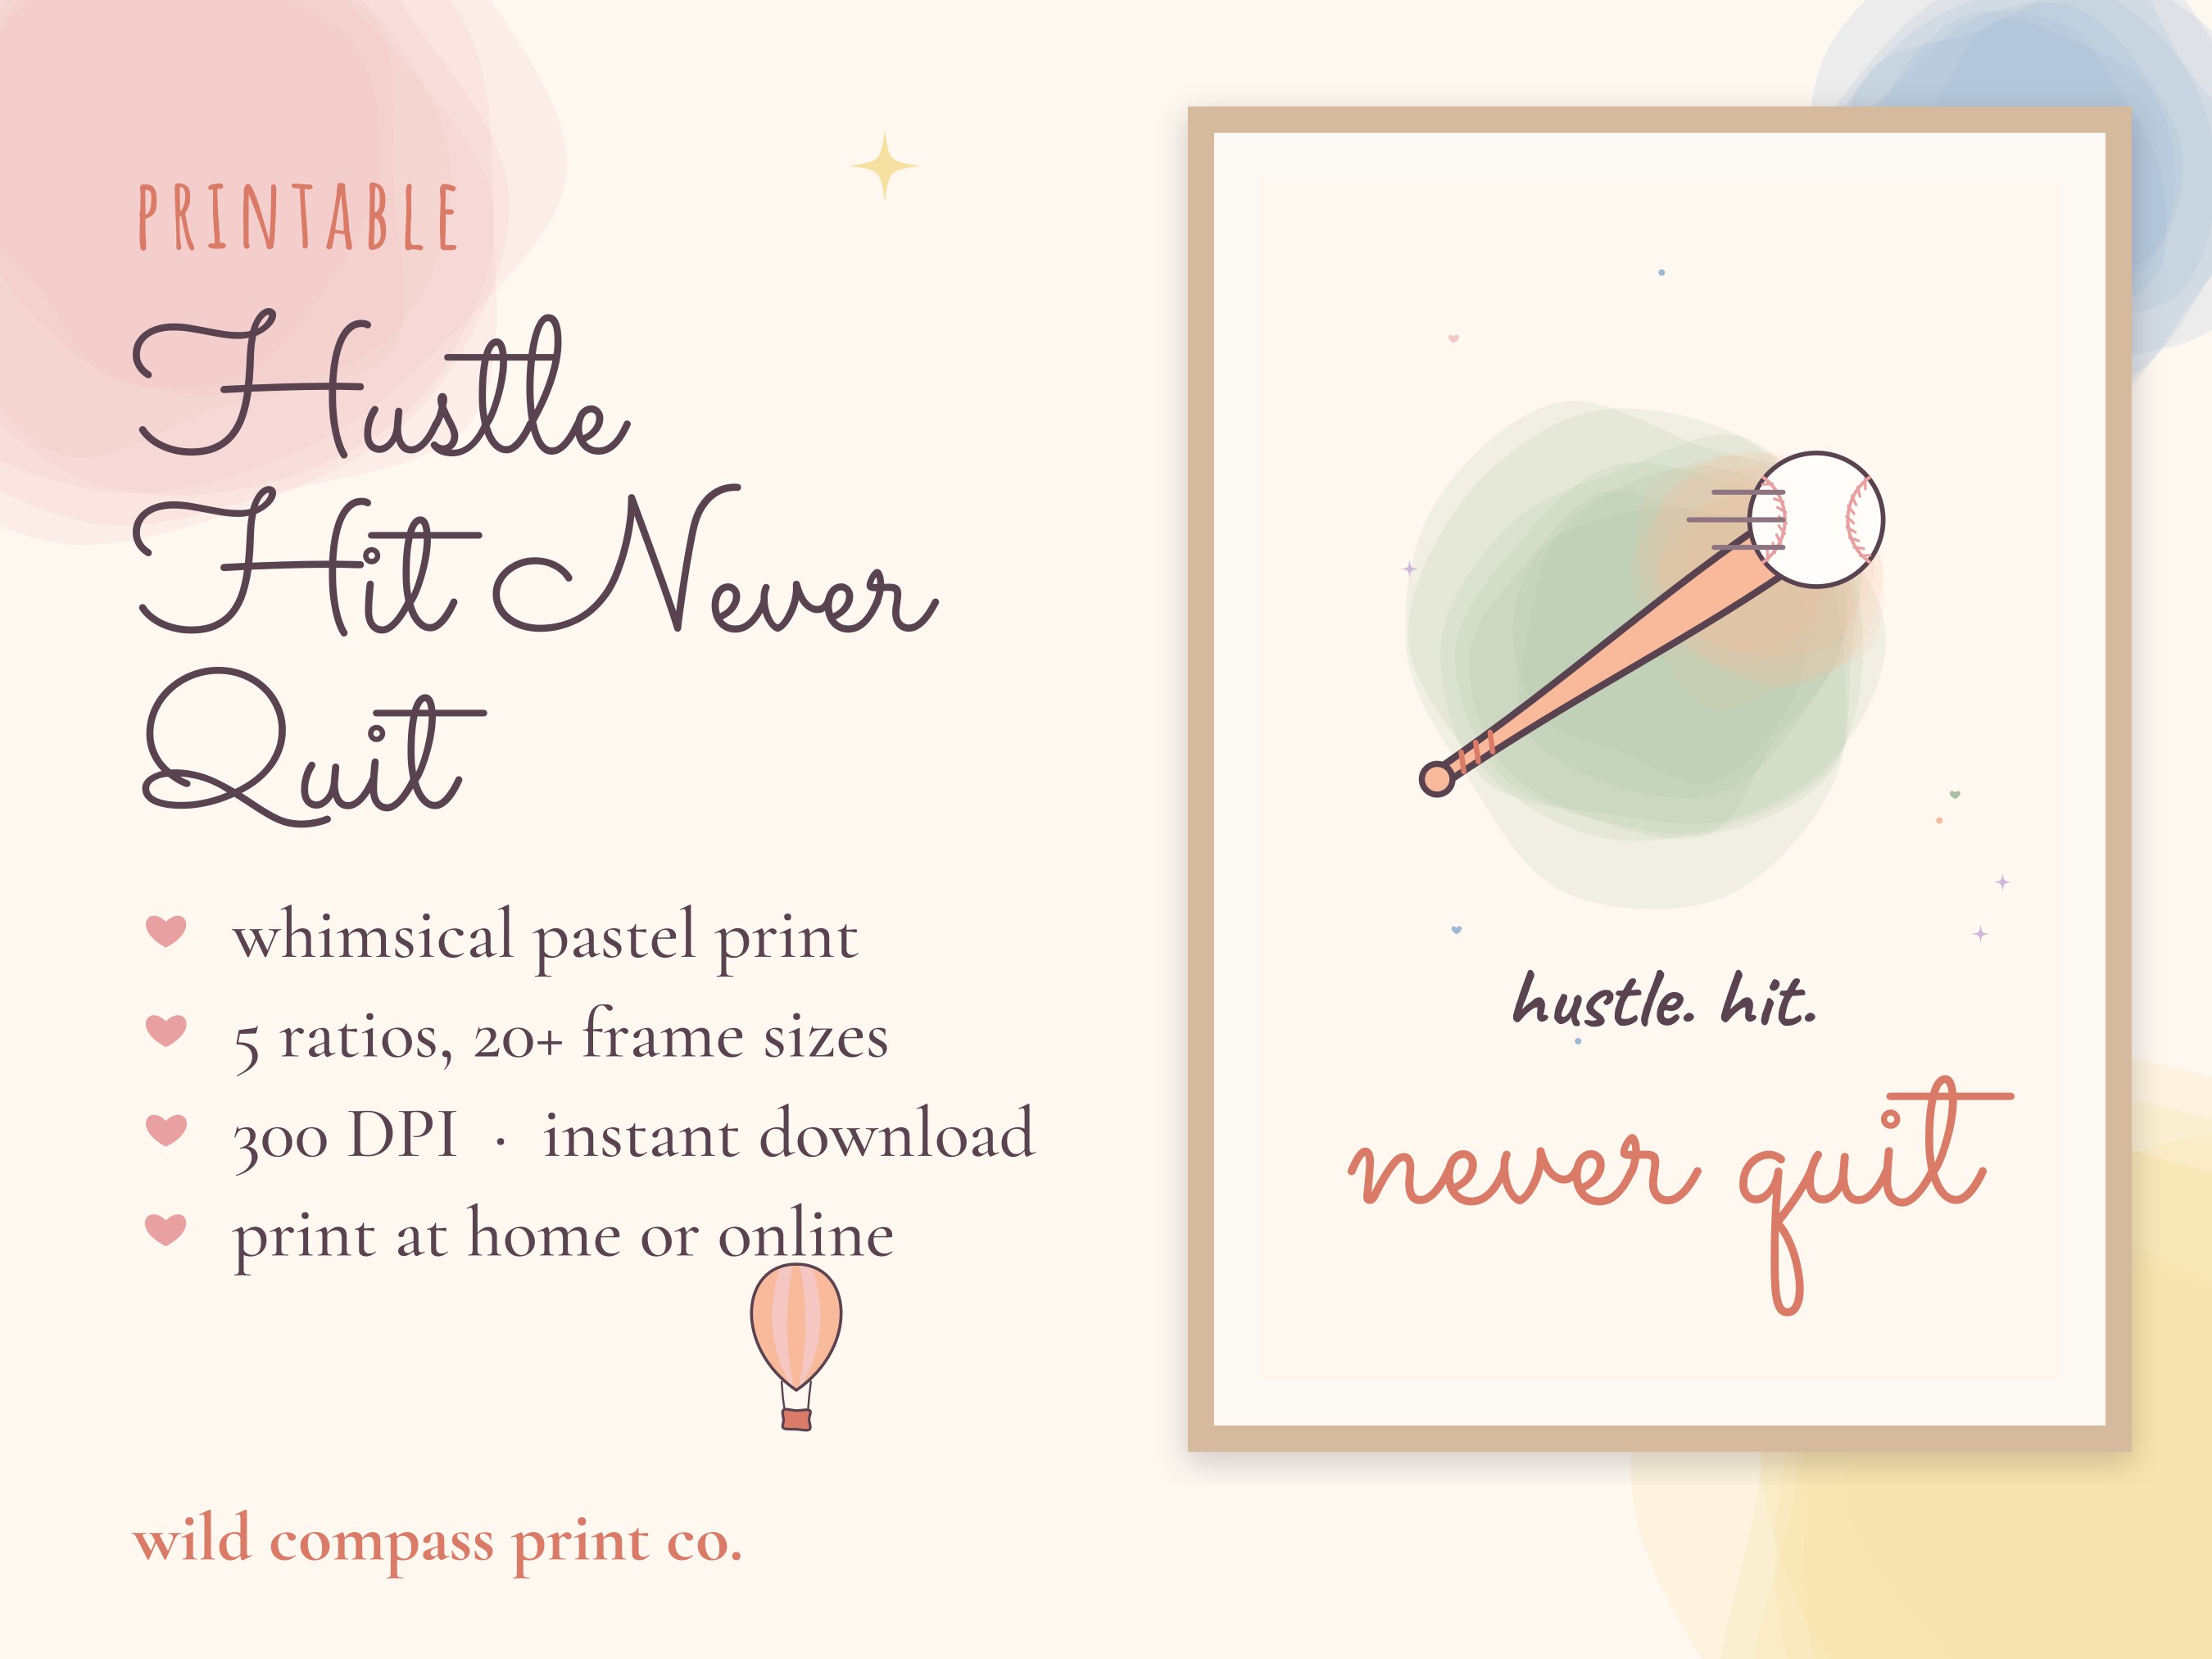 PRINTABLE
Hustle
Hit Never
Quit
whimsical pastel print
5 ratios, 20+ frame sizes
300 DPI · instant download
print at home or online
wild compass print co.
hustle. hit.
never quit